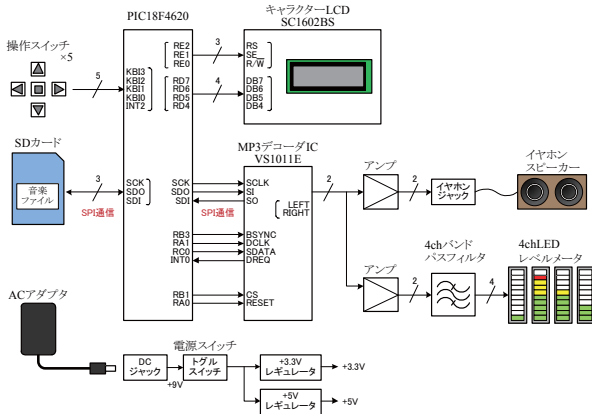 PIC18F4620
キャラクターLCD
SC1602BS
操作スイッチ
×5
5
KBI3
KBI2
KBI1
KBI0
INT2
RE2
RE1
RE0
3
RS
SE
R/W
RD7
RD6
RD5
RD4
4
DB7
DB6
DB5
DB4
SDカード
音楽
ファイル
3
SPI通信
SCK
SDO
SDI
MP3デコーダIC
VS1011E
SCK
SDO
SDI
SPI通信
SCLK
SI
SO
LEFT
RIGHT
2
アンプ
2
イヤホン
ジャック
イヤホン
スピーカー
RB3
RA1
RC0
INT0
BSYNC
DCLK
SDATA
DREQ
RB1
RA0
CS
RESET
アンプ
2
4chバンド
パスフィルタ
4
4chLED
レベルメータ
ACアダプタ
DC
ジャック
+9V
電源スイッチ
トグル
スイッチ
+3.3V
レギュレータ
+3.3V
+5V
レギュレータ
+5V